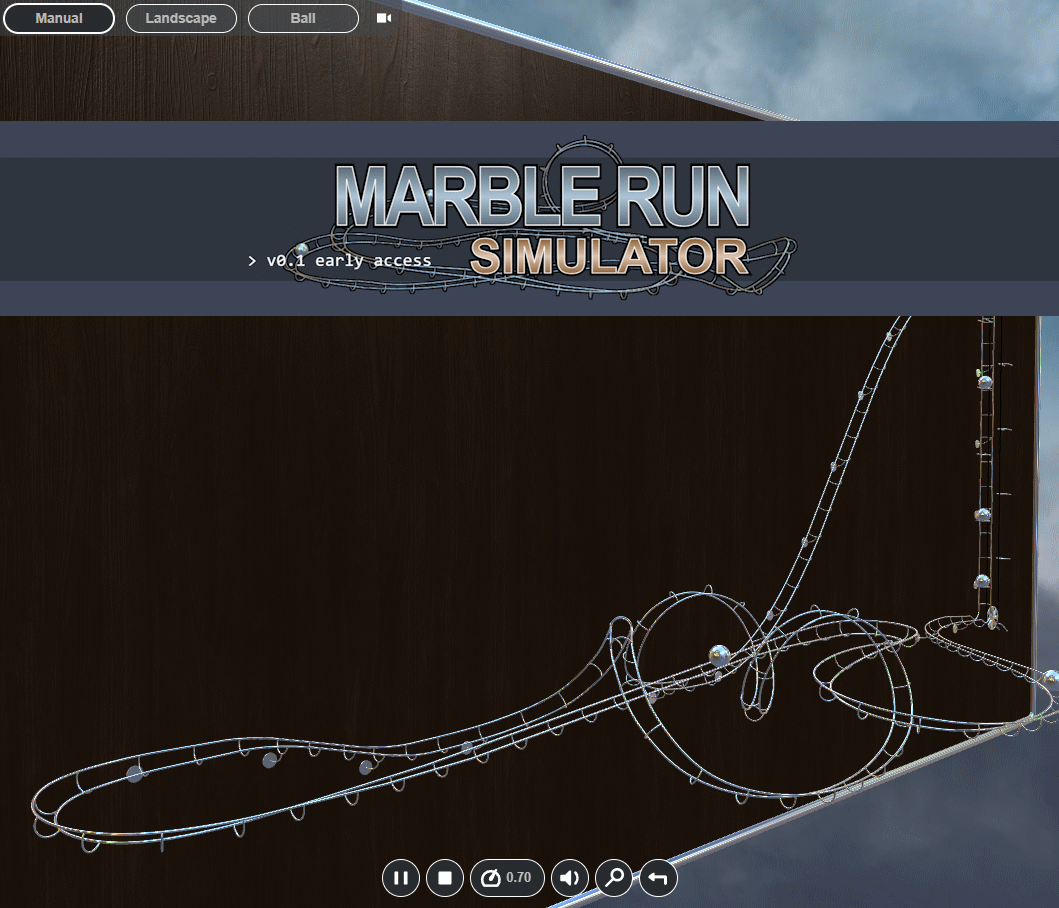 Manual Landscape Ball
MARBLE RUN
SIMULATOR
> v0.1 early access
0.70